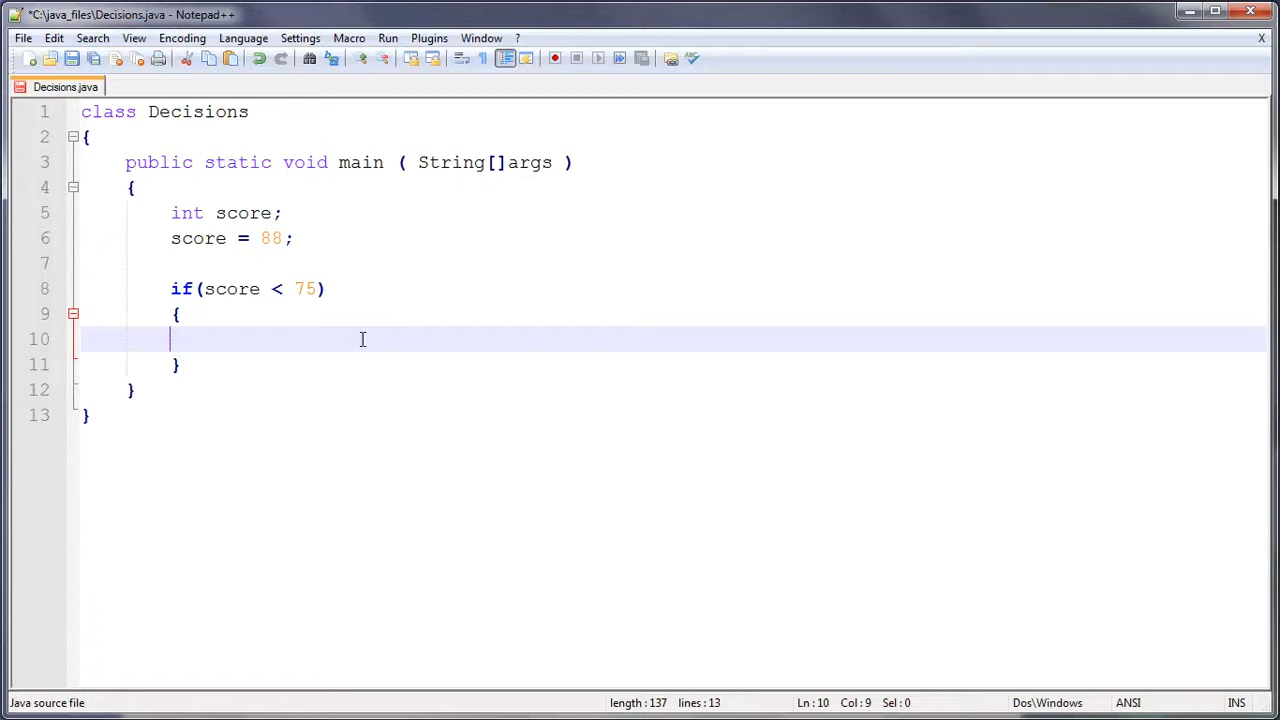 *C:\java_files\Decisions.java - Notepad++
File Edit Search View Encoding Language Settings Macro Run Plugins Window ? X
Decisions.java
1 class Decisions
2 {
3 public static void main ( String[]args )
4 {
5 int score;
6 score = 88;
7
8 if(score < 75)
9 {
10
11 }
12 }
13 }
Java source file length : 137 lines : 13 Ln : 10 Col : 9 Sel : 0 Dos\Windows ANSI INS